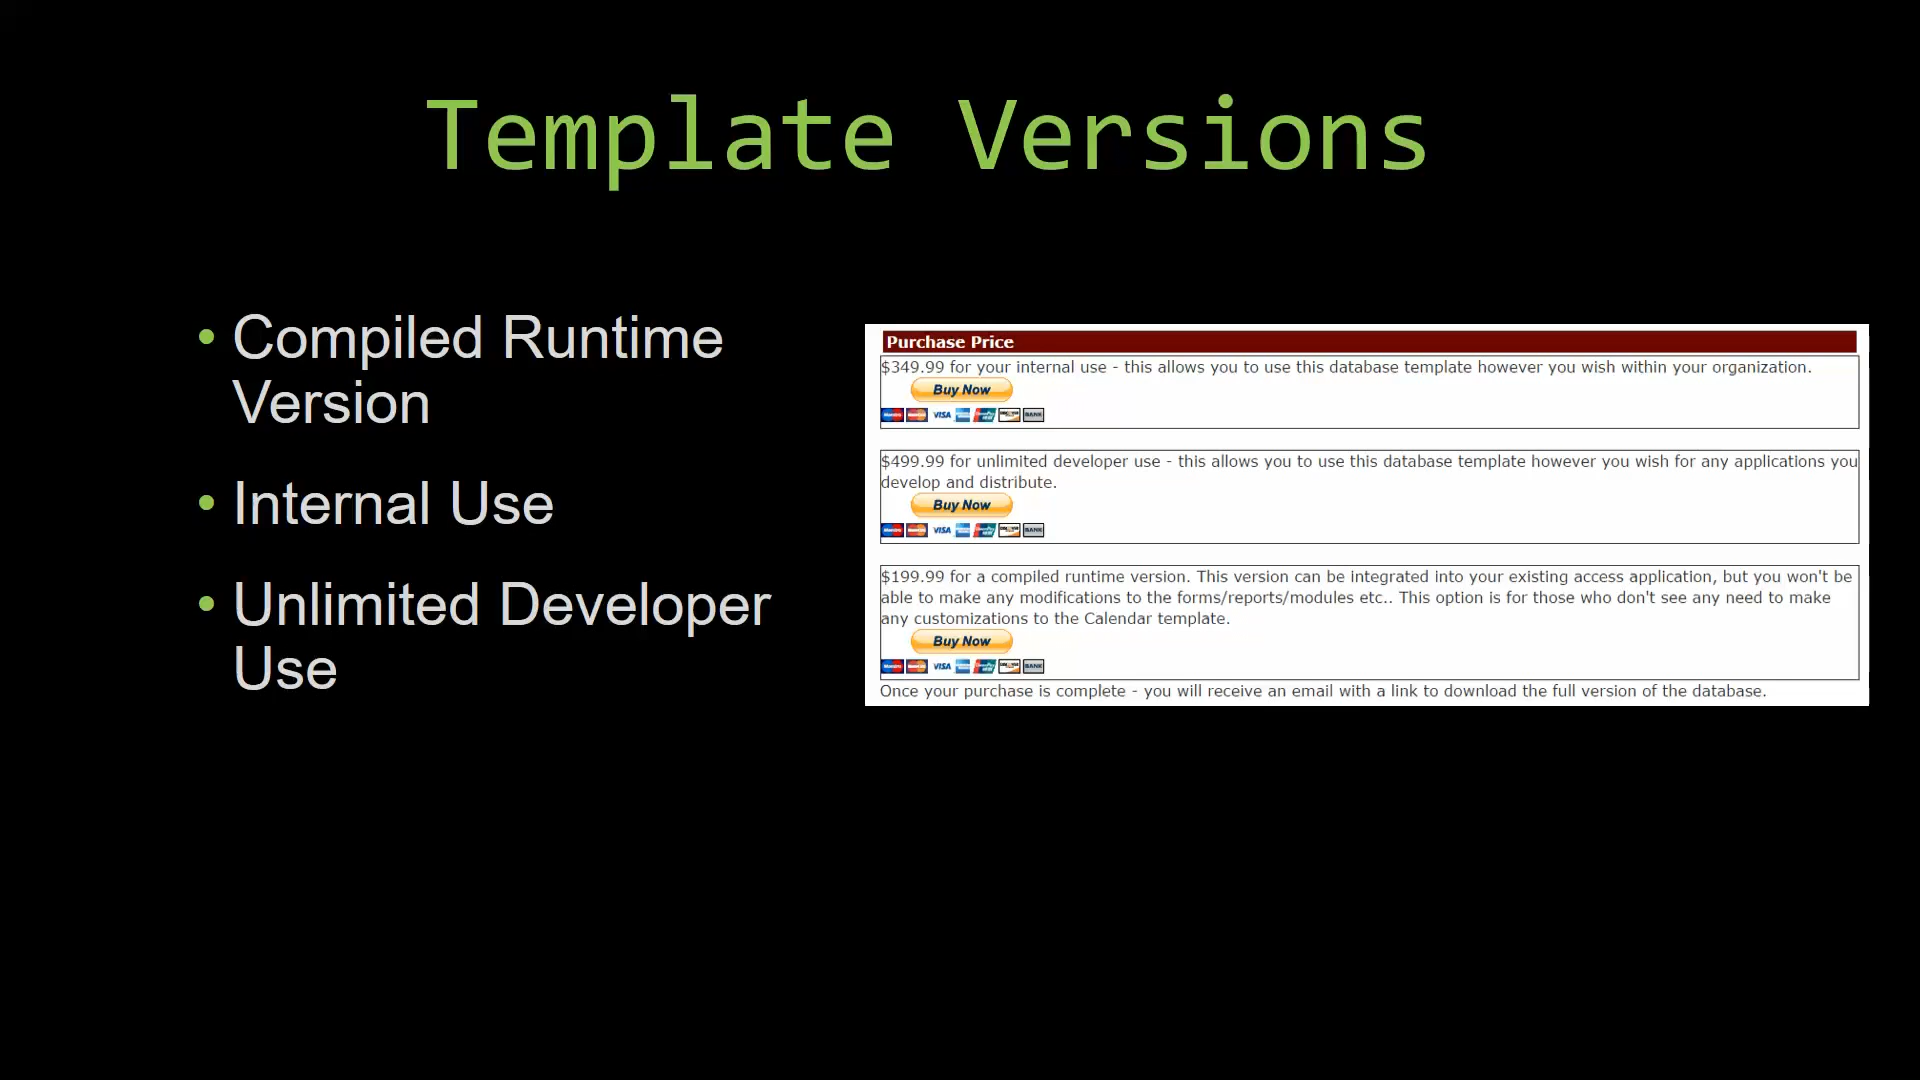 Template Versions
• Compiled Runtime
Version
• Internal Use
• Unlimited Developer
Use
Purchase Price
$349.99 for your internal use - this allows you to use this database template however you wish within your organization.
Buy Now
VISA BANK
$499.99 for unlimited developer use - this allows you to use this database template however you wish for any applications you
develop and distribute.
Buy Now
VISA BANK
$199.99 for a compiled runtime version. This version can be integrated into your existing access application, but you won't be
able to make any modifications to the forms/reports/modules etc.. This option is for those who don't see any need to make
any customizations to the Calendar template.
Buy Now
VISA BANK
Once your purchase is complete - you will receive an email with a link to download the full version of the database.